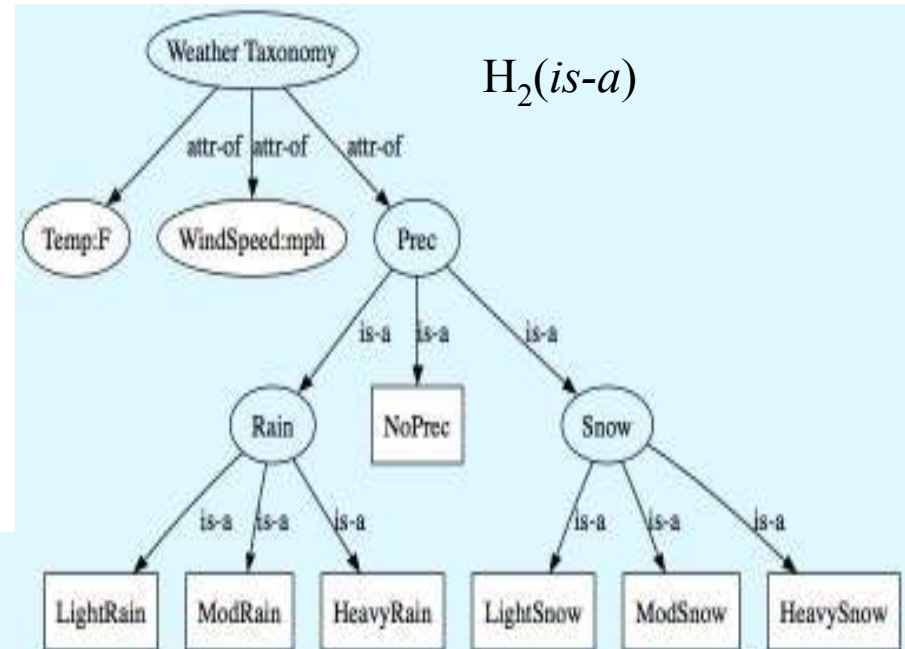 Weather Taxonomy
H₂(is-a)
attr-of attr-of attr-of
Temp:F WindSpeed:mph Prec
is-a is-a is-a
Rain NoPrec Snow
is-a is-a is-a is-a is-a is-a
LightRain ModRain HeavyRain LightSnow ModSnow HeavySnow